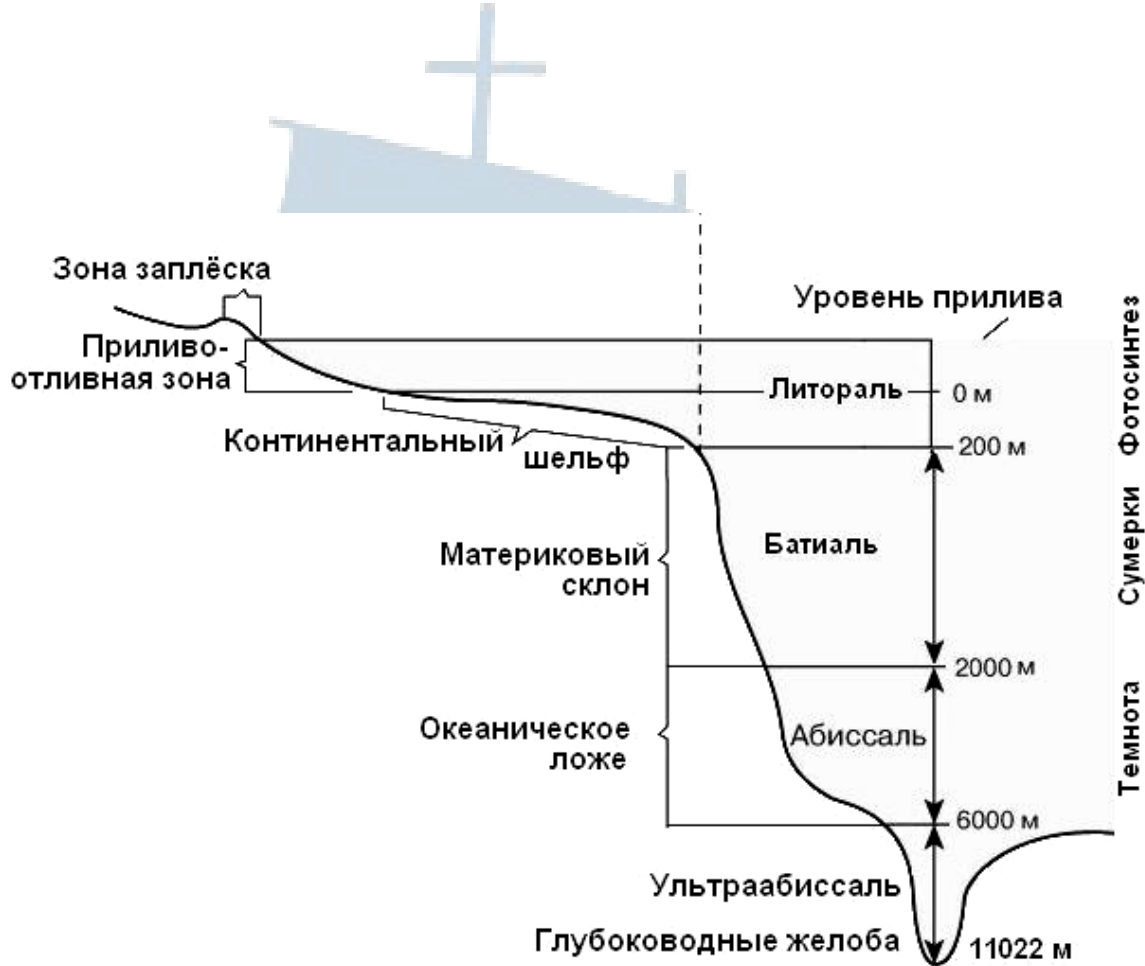 Зона заплёска
Уровень прилива
Приливо-
отливная зона
Литораль
0 м
Фотосинтез
Континентальный
шельф
200 м
Материковый
склон
Батиаль
Сумерки
2000 м
Океаническое
ложе
Абиссаль
Темнота
6000 м
Ультраабиссаль
Глубоководные желоба
11022 м